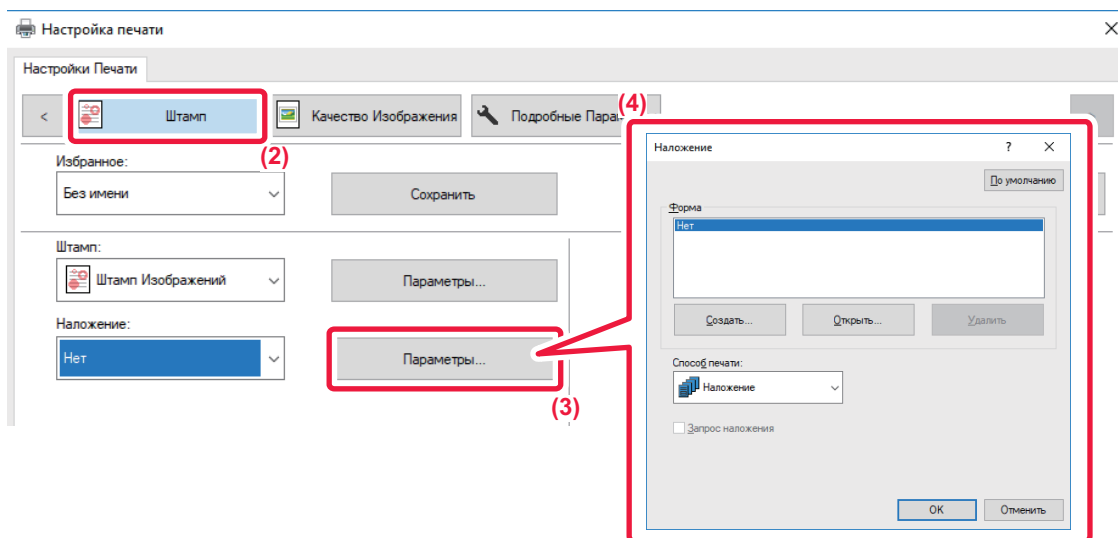 Настройка печати
Настройки Печати
<
Штамп
Качество Изображения
Подробные Парам
(4)
(2)
Избранное:
Без имени
Сохранить
Штамп:
Штамп Изображений
Параметры...
Наложение:
Нет
Параметры...
(3)
Наложение
?
По умолчанию
Форма
Нет
Создать...
Открыть...
Удалить
Способ печати:
Наложение
Запрос наложения
OK
Отменить